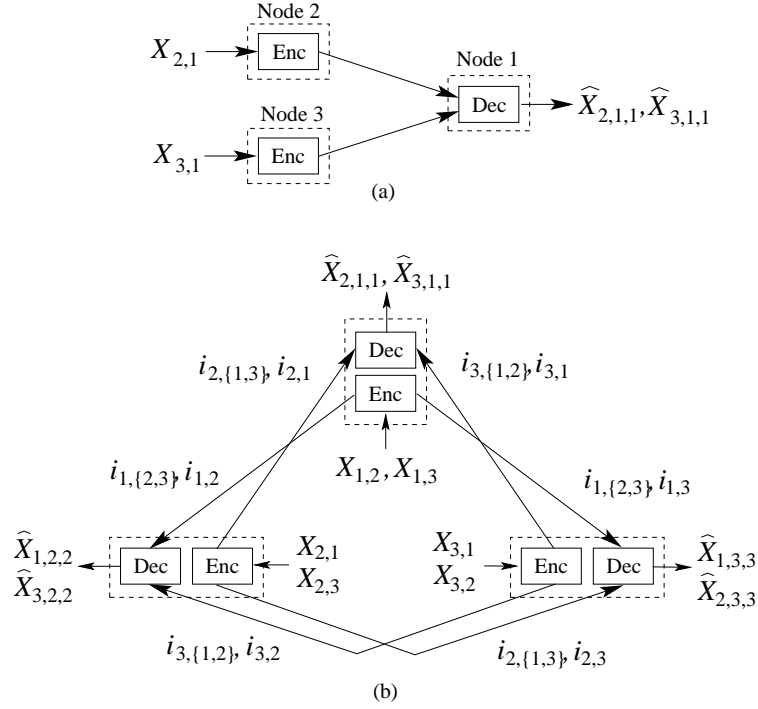 Node 2
X_{2,1}
Enc
Node 1
Dec
\widehat{X}_{2,1,1}, \widehat{X}_{3,1,1}
Node 3
X_{3,1}
Enc
(a)
\widehat{X}_{2,1,1}, \widehat{X}_{3,1,1}
Dec
Enc
i_{2,\{1,3\}}, i_{2,1}
i_{3,\{1,2\}}, i_{3,1}
X_{1,2}, X_{1,3}
i_{1,\{2,3\}}, i_{1,2}
i_{1,\{2,3\}}, i_{1,3}
\widehat{X}_{1,2,2}
\widehat{X}_{3,2,2}
Dec
Enc
X_{2,1}
X_{2,3}
X_{3,1}
X_{3,2}
Enc
Dec
\widehat{X}_{1,3,3}
\widehat{X}_{2,3,3}
i_{3,\{1,2\}}, i_{3,2}
i_{2,\{1,3\}}, i_{2,3}
(b)